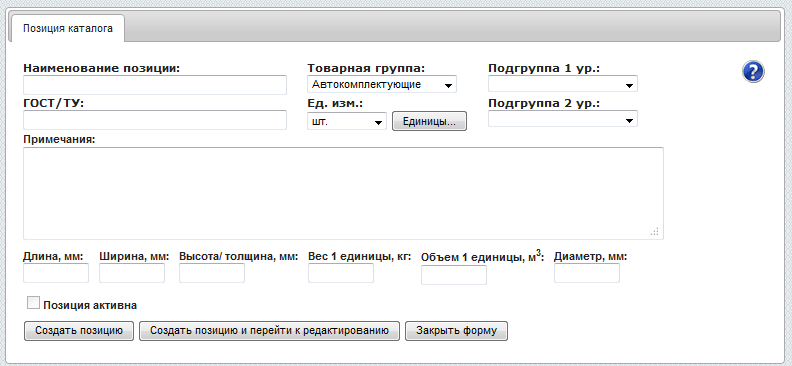 Позиция каталога
Наименование позиции: Товарная группа: Подгруппа 1 ур.:
Автокомплектующие
?
ГОСТ/ТУ: Ед. изм.: Подгруппа 2 ур.:
шт. Единицы...
Примечания:
Длина, мм: Ширина, мм: Высота/ толщина, мм: Вес 1 единицы, кг: Объем 1 единицы, м³: Диаметр, мм:
Позиция активна
Создать позицию Создать позицию и перейти к редактированию Закрыть форму